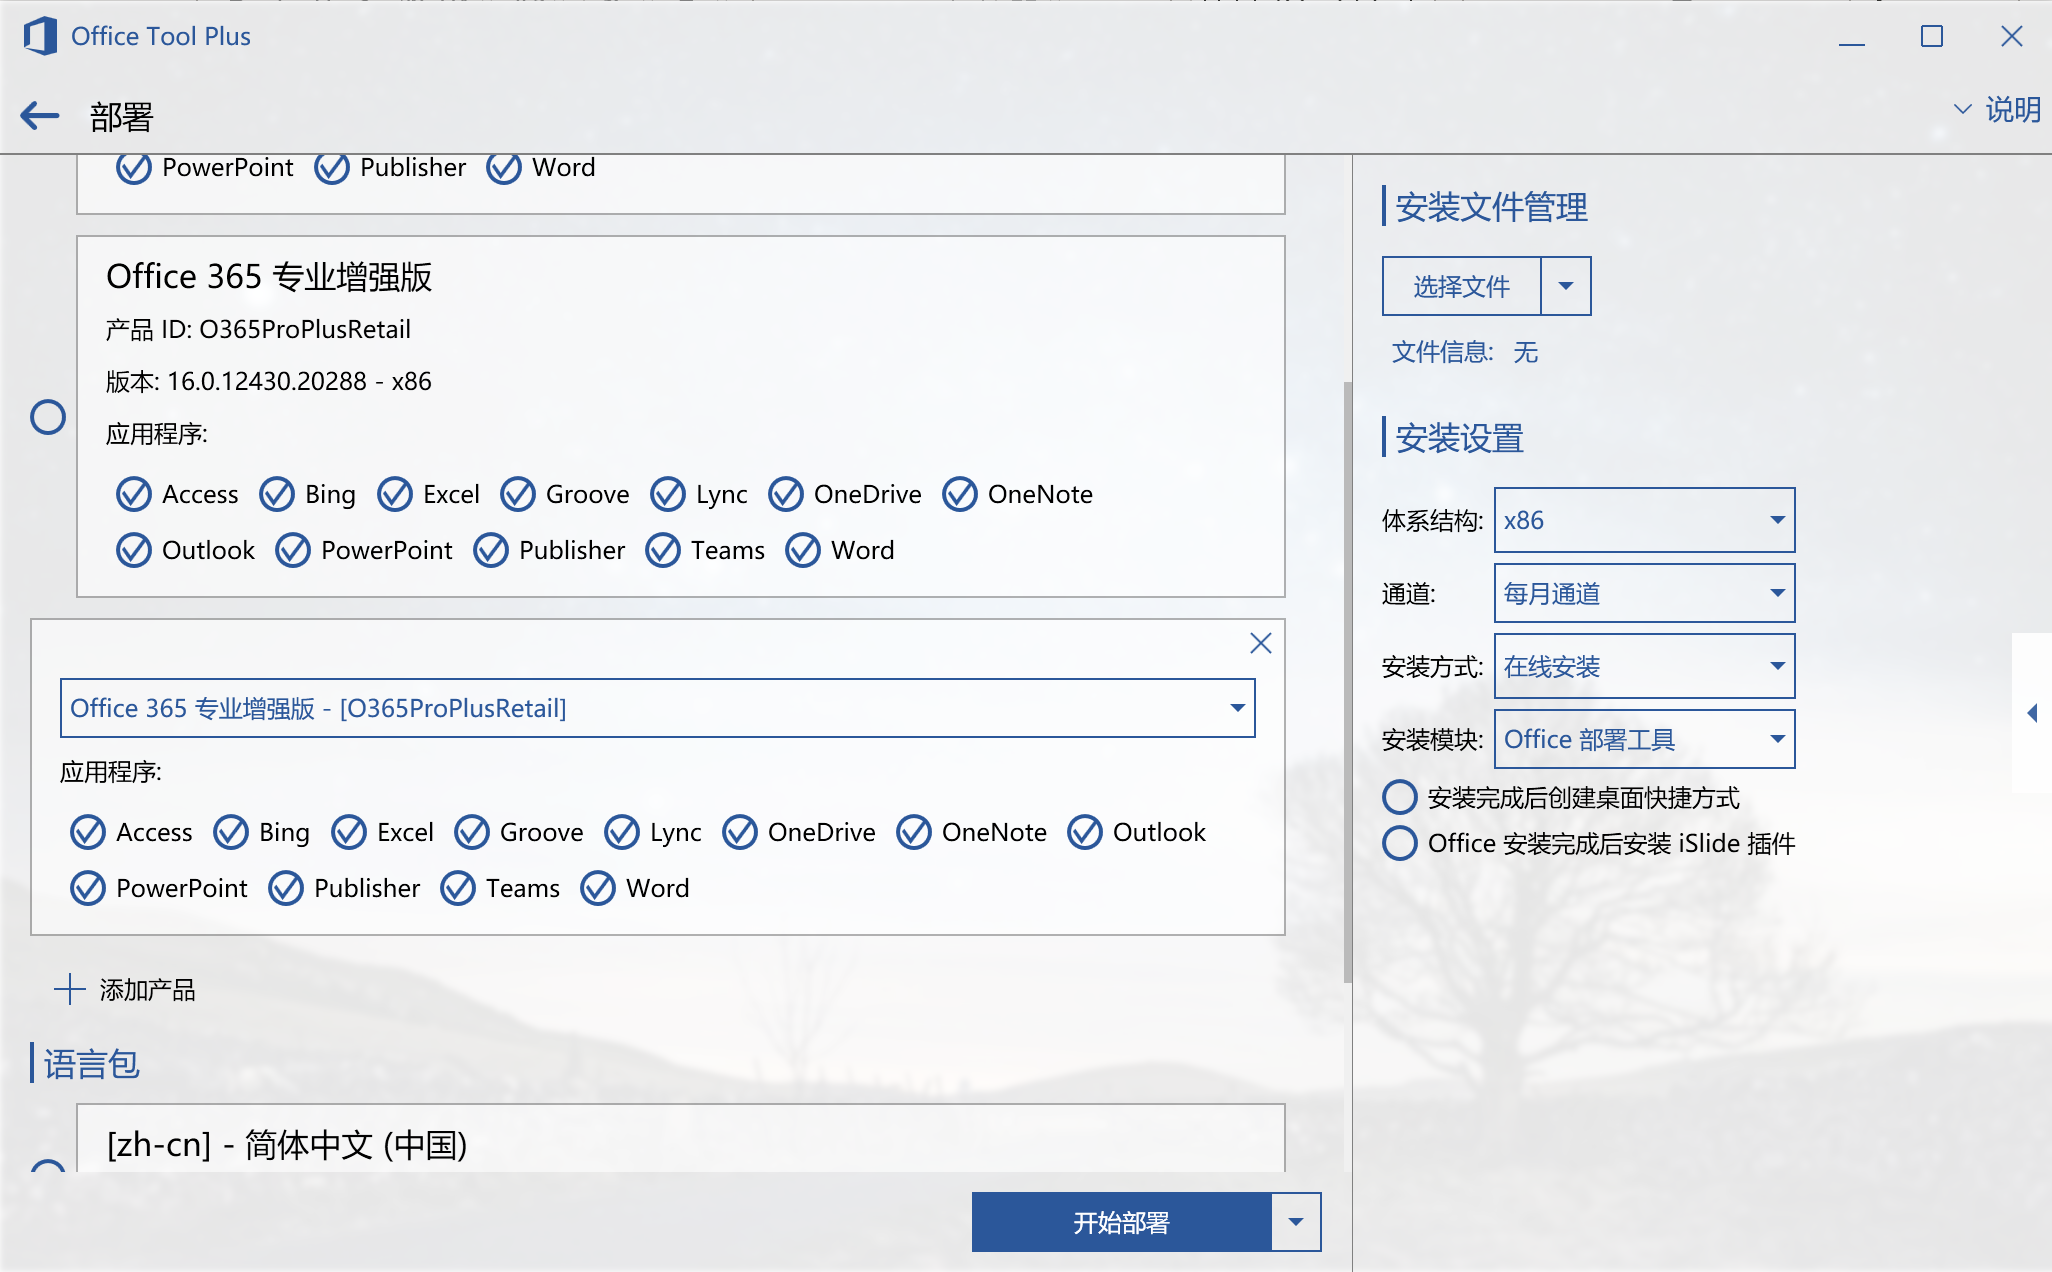 Office Tool Plus
部署
说明
PowerPoint Publisher Word
Office 365 专业增强版
产品 ID: O365ProPlusRetail
版本: 16.0.12430.20288 - x86
应用程序:
Access Bing Excel Groove Lync OneDrive OneNote
Outlook PowerPoint Publisher Teams Word
Office 365 专业增强版 - [O365ProPlusRetail]
应用程序:
Access Bing Excel Groove Lync OneDrive OneNote Outlook
PowerPoint Publisher Teams Word
添加产品
语言包
[zh-cn] - 简体中文 (中国)
开始部署
安装文件管理
选择文件
文件信息: 无
安装设置
体系结构: x86
通道: 每月通道
安装方式: 在线安装
安装模块: Office 部署工具
安装完成后创建桌面快捷方式
Office 安装完成后安装 iSlide 插件